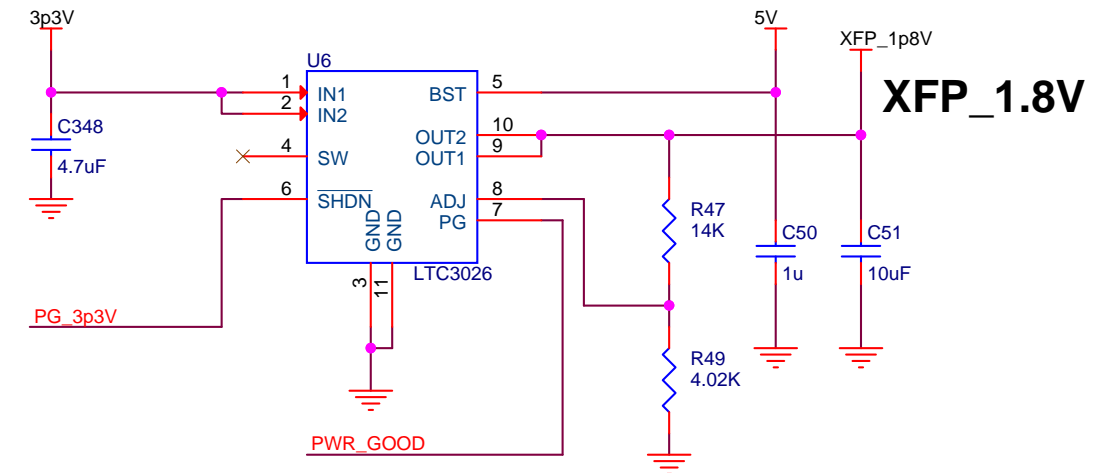 3p3V
5V
XFP_1p8V
XFP_1.8V
U6
1
IN1
2
IN2
4
SW
6
SHDN
BST
5
OUT2
10
OUT1
9
ADJ
8
PG
7
GND
GND
3
11
LTC3026
C348
4.7uF
R47
14K
C50
1u
C51
10uF
R49
4.02K
PG_3p3V
PWR_GOOD